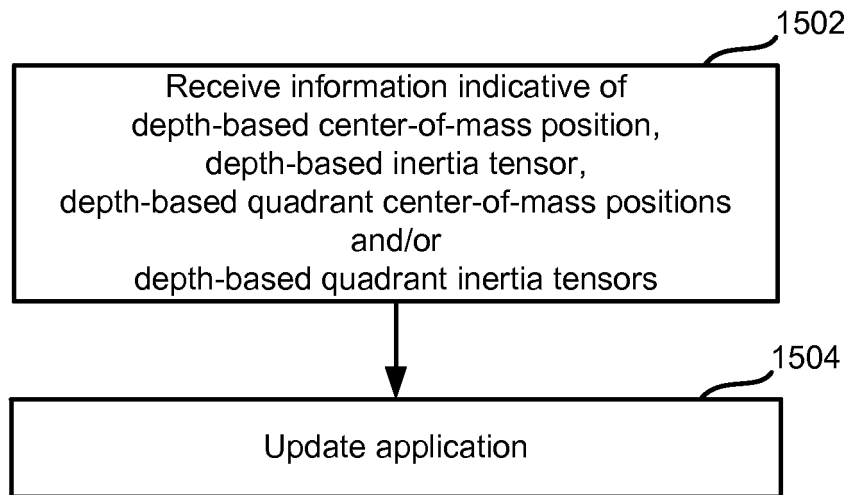 1502
Receive information indicative of
depth-based center-of-mass position,
depth-based inertia tensor,
depth-based quadrant center-of-mass positions
and/or
depth-based quadrant inertia tensors
1504
Update application